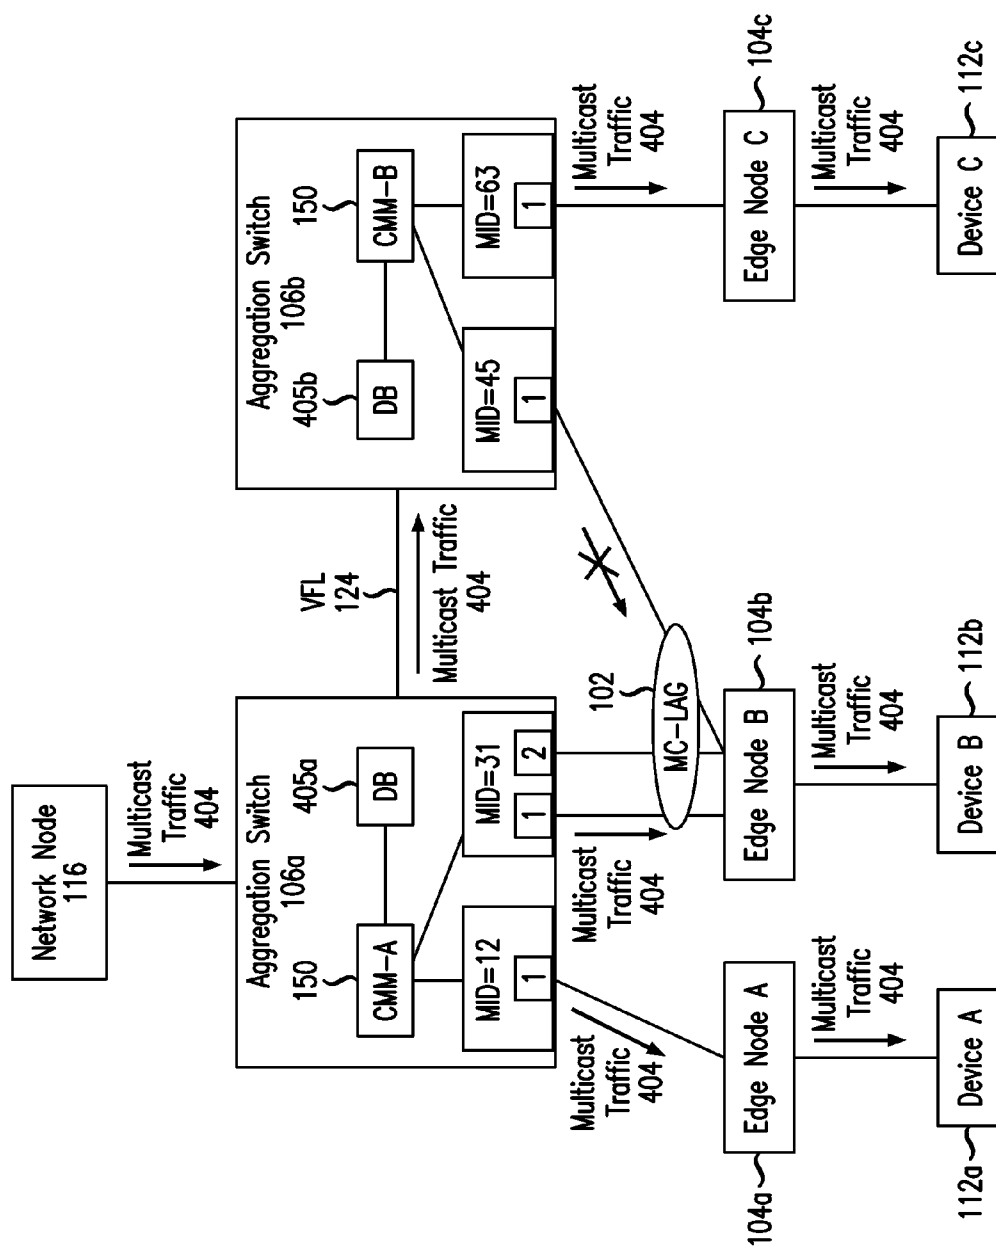 Network Node
116
Multicast
Traffic
404
Aggregation Switch
106a
150
CMM-A
405a
DB
MID=12
1
MID=31
1
2
VFL
124
Multicast Traffic
404
Aggregation Switch
106b
405b
DB
150
CMM-B
MID=45
1
MID=63
1
Multicast
Traffic
404
Multicast
Traffic
404
102
MC-LAG
Multicast
Traffic
404
104a
Edge Node A
Edge Node B
104b
Edge Node C
104c
Multicast
Traffic
404
Multicast
Traffic
404
Multicast
Traffic
404
112a
Device A
Device B
112b
Device C
112c